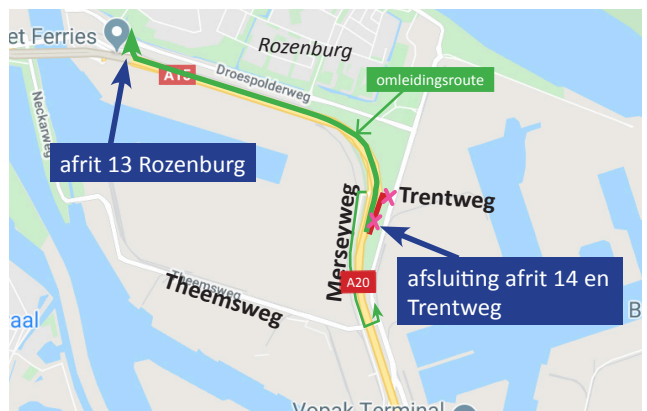 et Ferries
Rozenburg
A15
Droespolderweg
omleidingsroute
Neckarweg
afrit 13 Rozenburg
Merseyweg
Trentweg
Theemsweg
Theemsweg
A20
afsluiting afrit 14 en
Trentweg
aal
B
Vopak Terminal